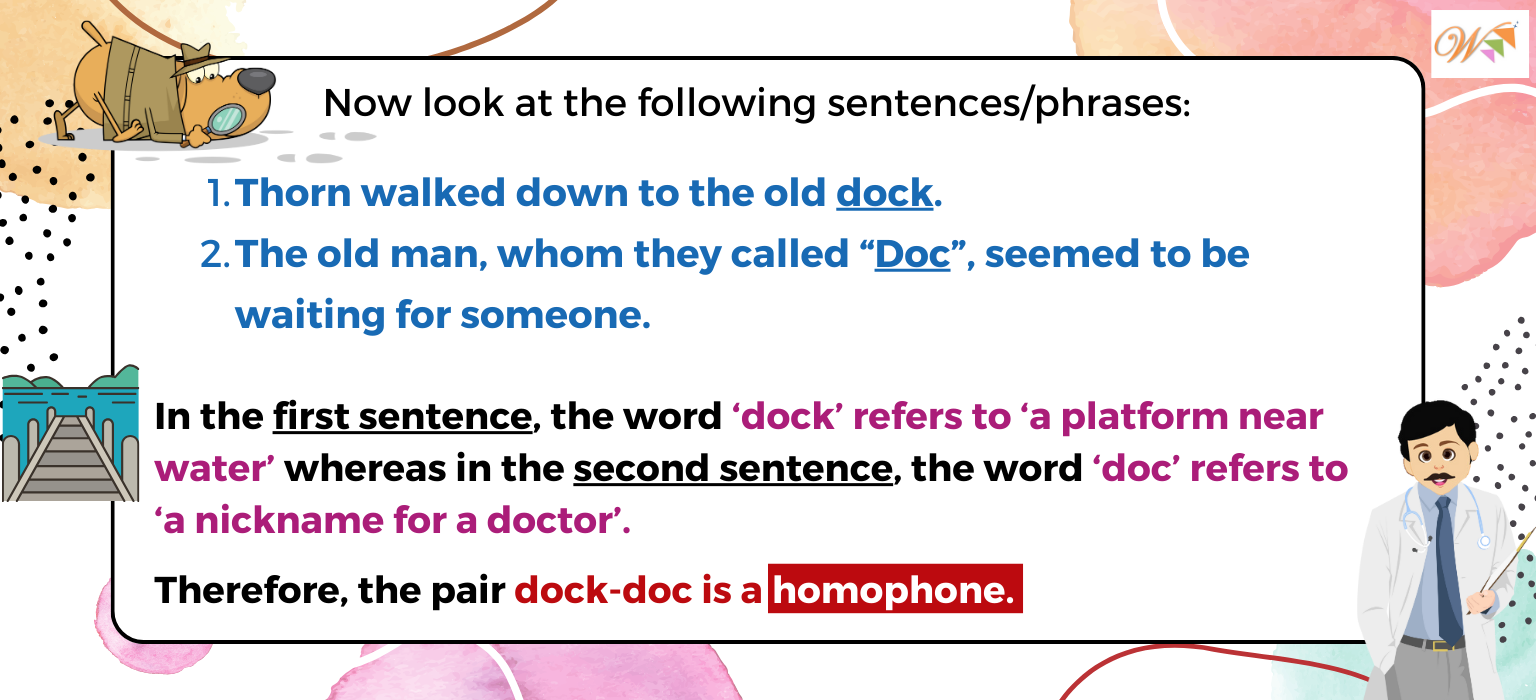 Now look at the following sentences/phrases:
1. Thorn walked down to the old dock.
2. The old man, whom they called “Doc”, seemed to be
waiting for someone.
In the first sentence, the word ‘dock’ refers to ‘a platform near
water’ whereas in the second sentence, the word ‘doc’ refers to
‘a nickname for a doctor’.
Therefore, the pair dock-doc is a homophone.
W